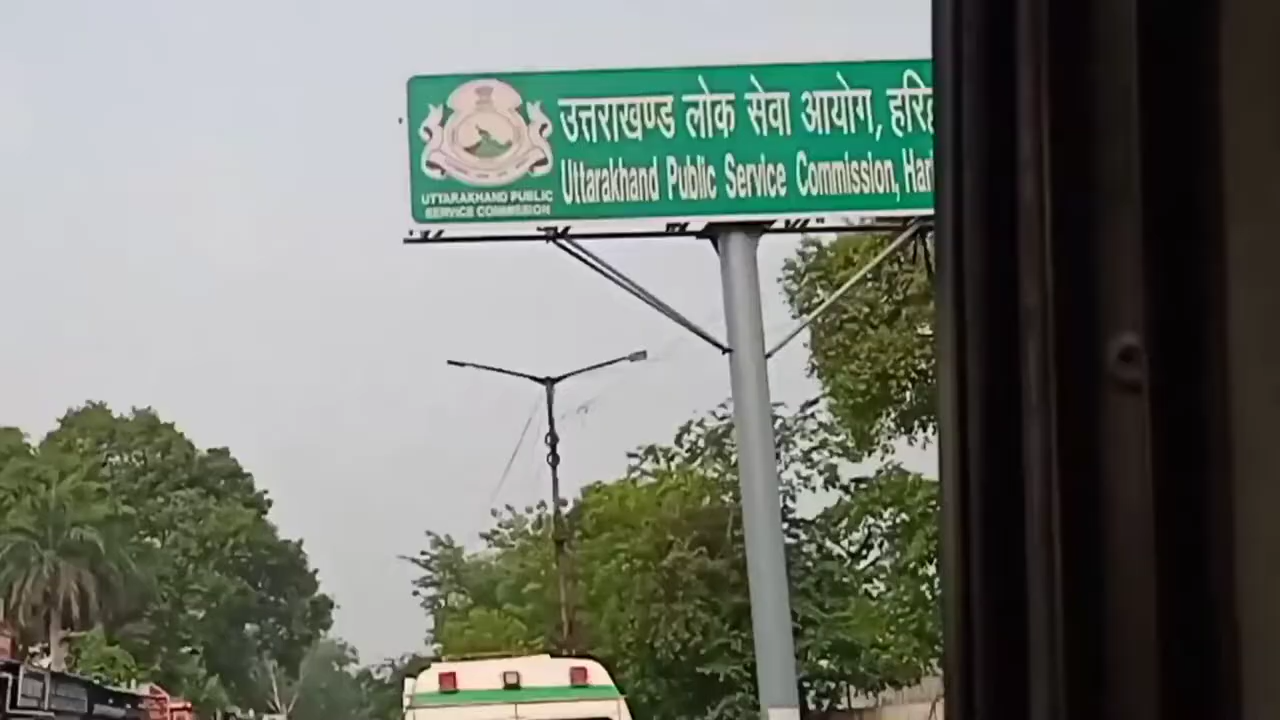 उत्तराखण्ड लोक सेवा आयोग,
Uttarakhand Public Service Commission,
UTTARAKHAND PUBLIC
SERVICE COMMISSION